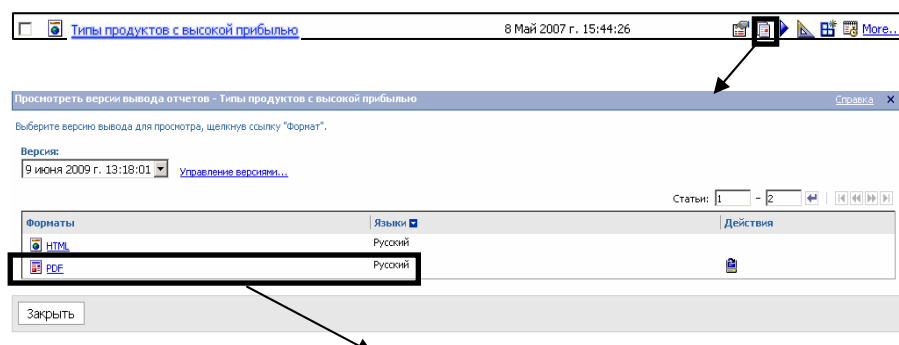 Типы продуктов с высокой прибылью 8 Май 2007 г. 15:44:26 More...
Просмотреть версии вывода отчетов - Типы продуктов с высокой прибылью Справка X
Выберите версию вывода для просмотра, щелкнув ссылку "Формат".
Версия:
9 июня 2009 г. 13:18:01 Управление версиями...
Статьи: 1 - 2
Форматы Языки Действия
HTML Русский
PDF Русский
Закрыть